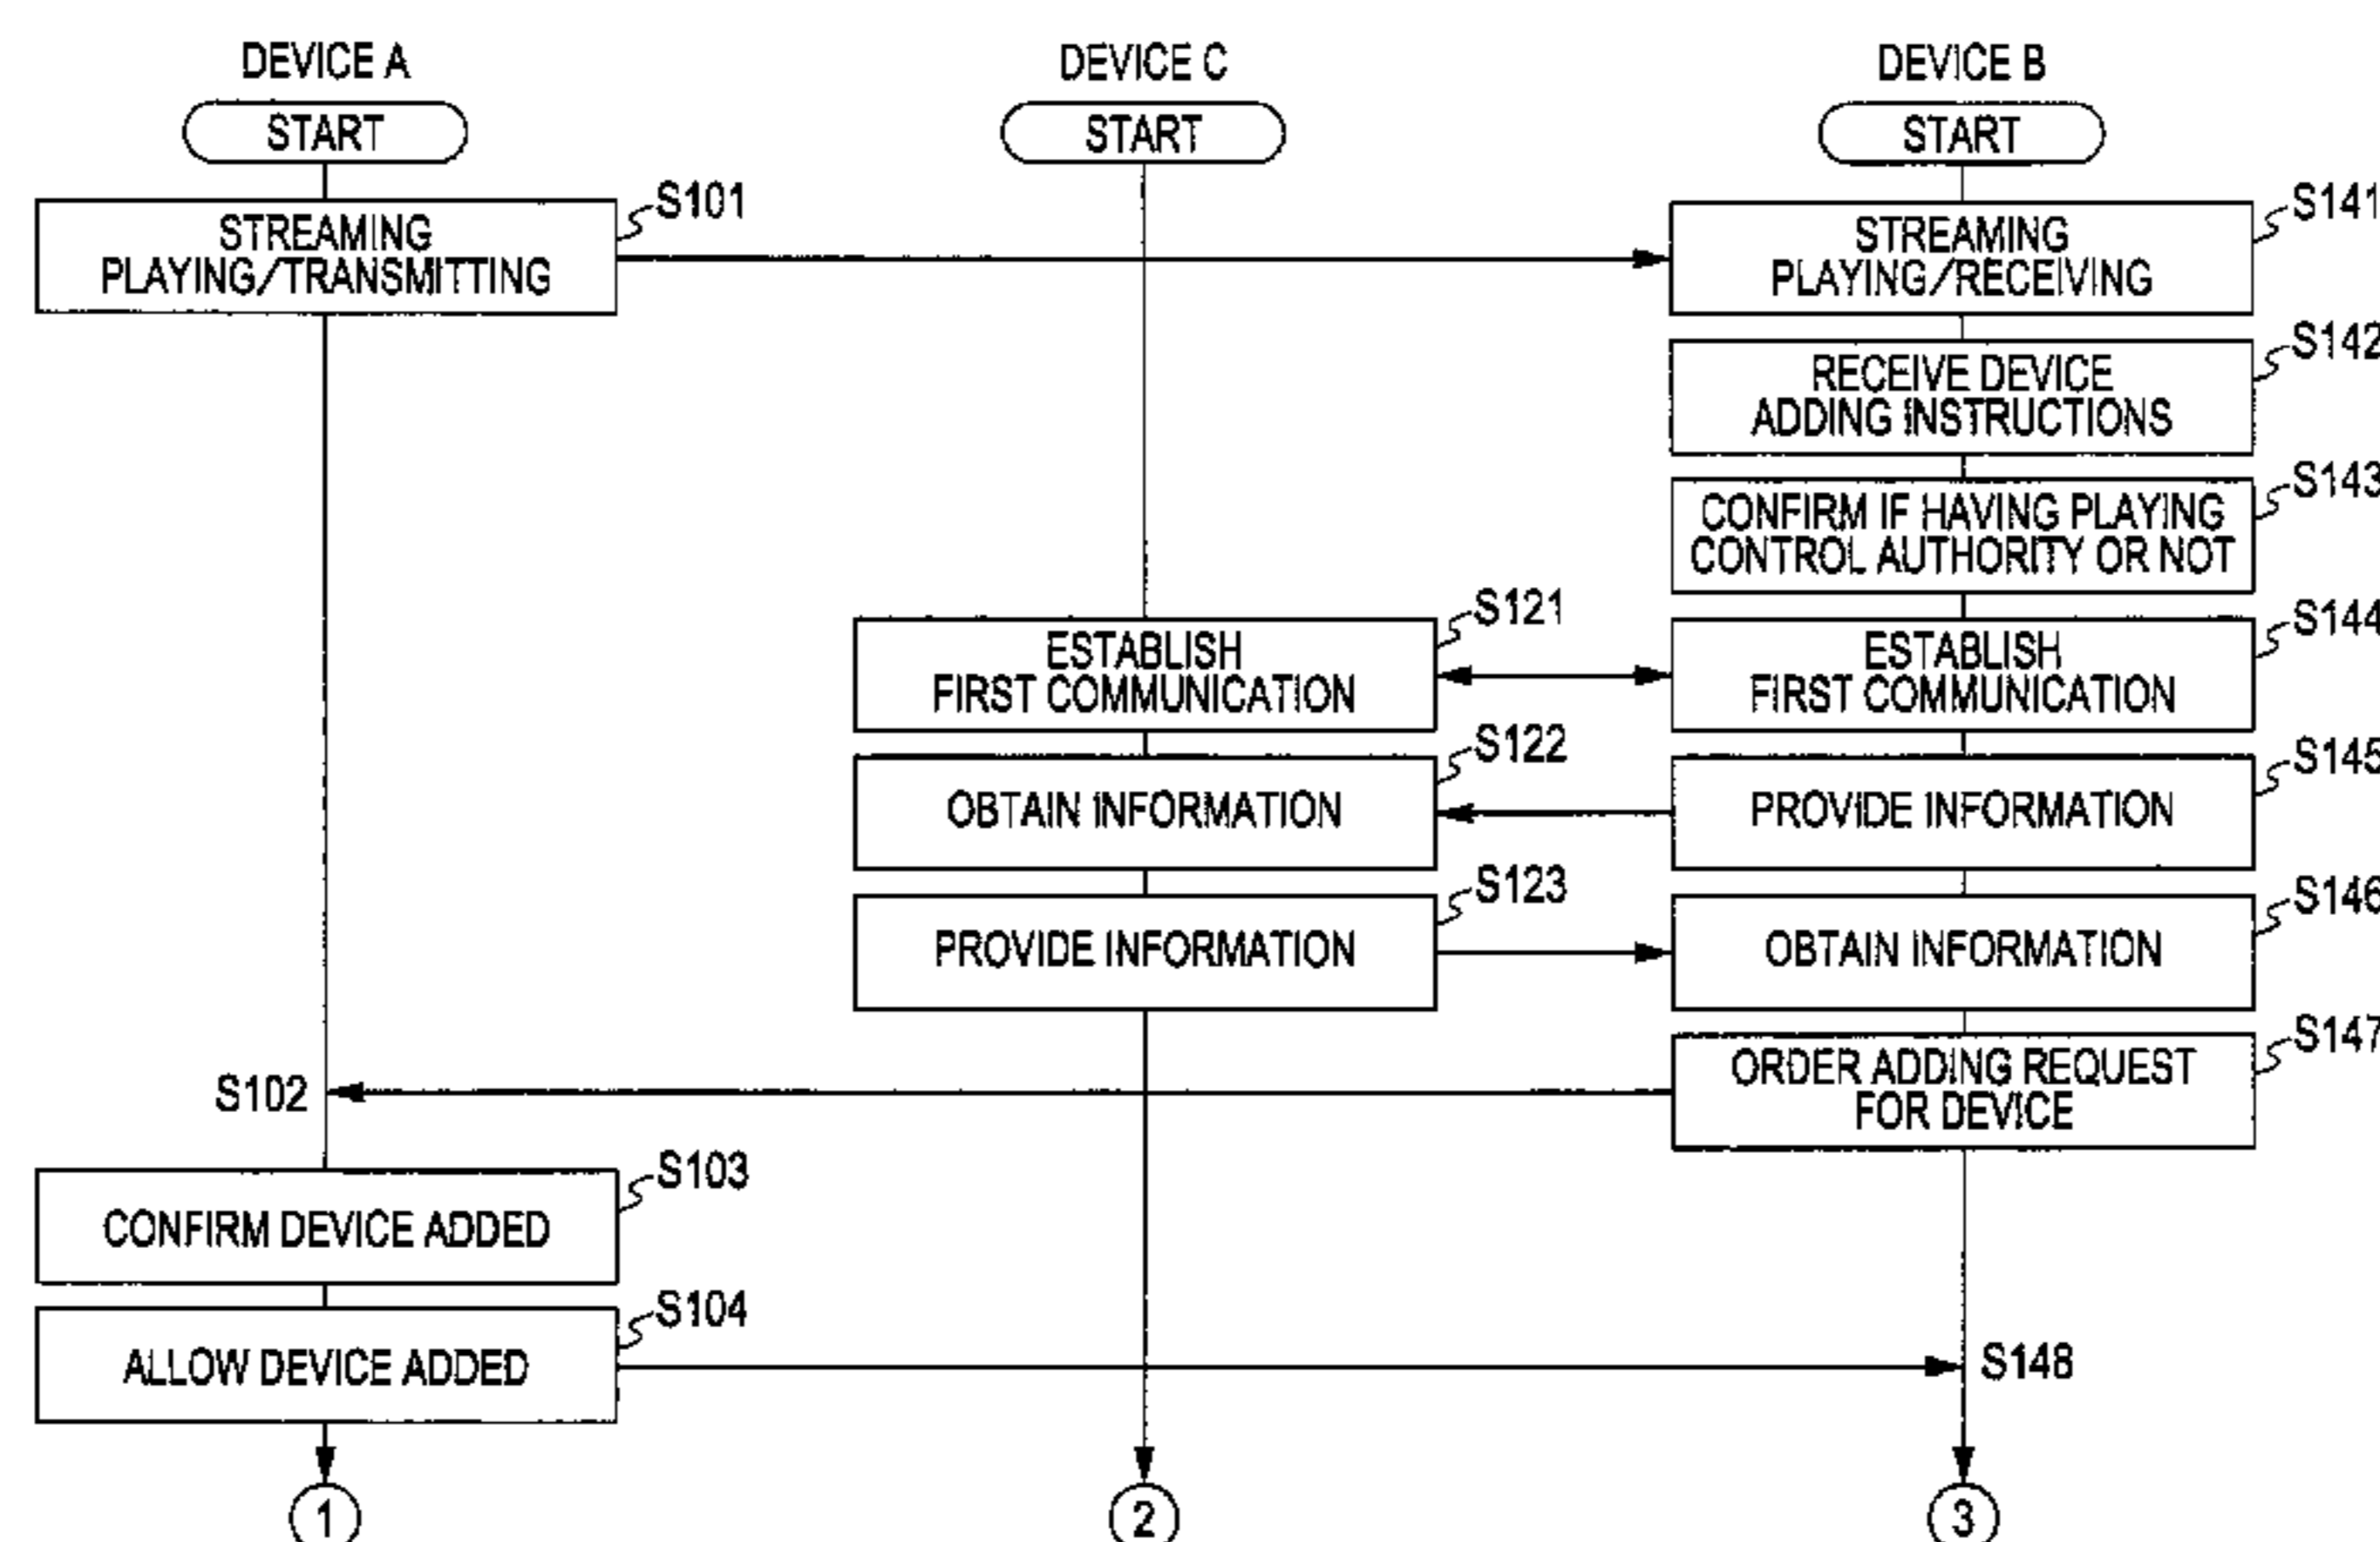 DEVICE A
DEVICE C
DEVICE B
START
START
START
S101
STREAMING
PLAYING/TRANSMITTING
S141
STREAMING
PLAYING/RECEIVING
S142
RECEIVE DEVICE
ADDING INSTRUCTIONS
S143
CONFIRM IF HAVING PLAYING
CONTROL AUTHORITY OR NOT
S121
ESTABLISH
FIRST COMMUNICATION
S144
ESTABLISH
FIRST COMMUNICATION
S122
OBTAIN INFORMATION
S145
PROVIDE INFORMATION
S123
PROVIDE INFORMATION
S146
OBTAIN INFORMATION
S147
ORDER ADDING REQUEST
FOR DEVICE
S102
S103
CONFIRM DEVICE ADDED
S104
ALLOW DEVICE ADDED
S148
1
2
3